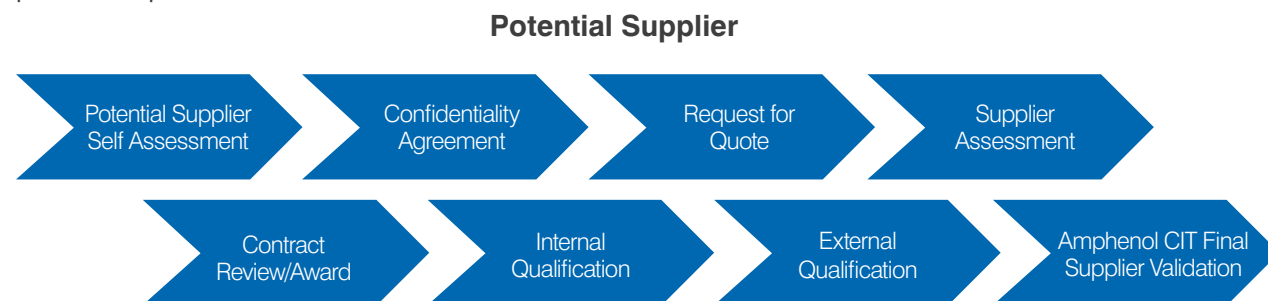 Potential Supplier
Potential Supplier
Self Assessment
Confidentiality
Agreement
Request for
Quote
Supplier
Assessment
Contract
Review/Award
Internal
Qualification
External
Qualification
Amphenol CIT Final
Supplier Validation